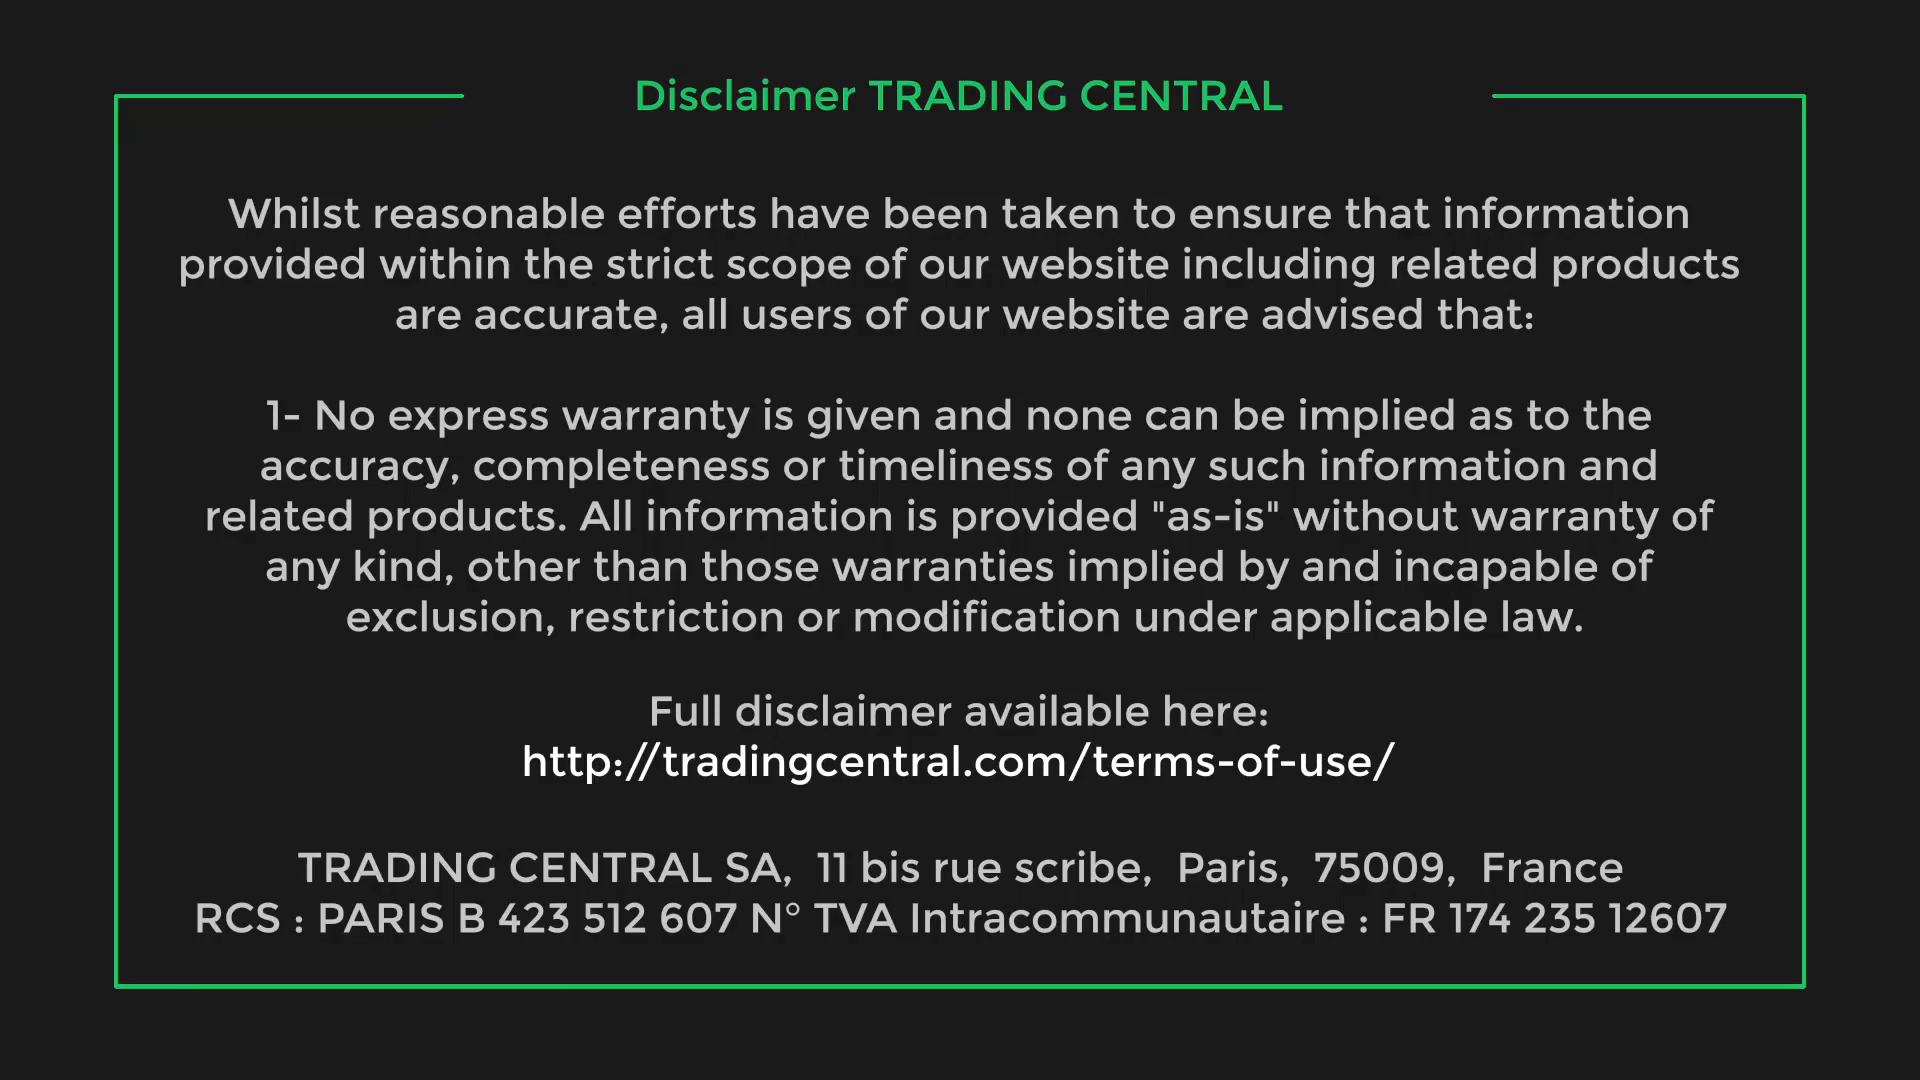 Disclaimer TRADING CENTRAL
Whilst reasonable efforts have been taken to ensure that information
provided within the strict scope of our website including related products
are accurate, all users of our website are advised that:
1- No express warranty is given and none can be implied as to the
accuracy, completeness or timeliness of any such information and
related products. All information is provided "as-is" without warranty of
any kind, other than those warranties implied by and incapable of
exclusion, restriction or modification under applicable law.
Full disclaimer available here:
http://tradingcentral.com/terms-of-use/
TRADING CENTRAL SA,  11 bis rue scribe,  Paris,  75009,  France
RCS : PARIS B 423 512 607 N° TVA Intracommunautaire : FR 174 235 12607